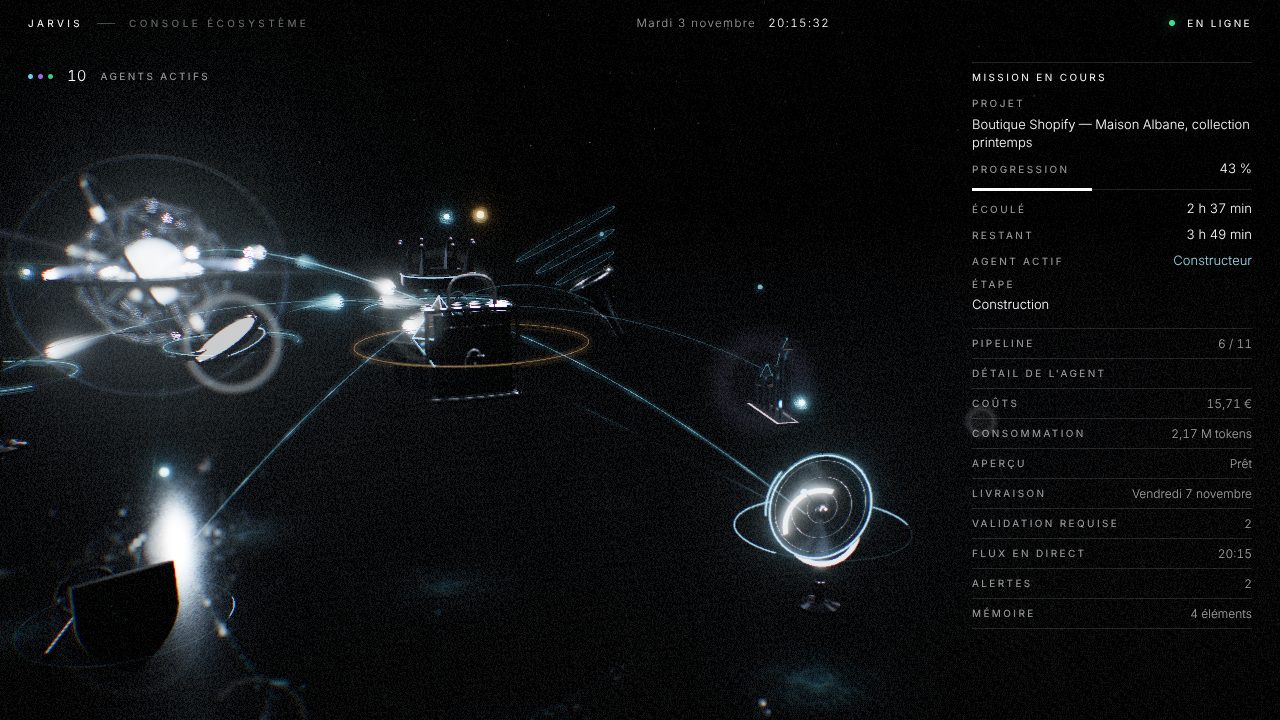 JARVIS — CONSOLE ÉCOSYSTÈME
Mardi 3 novembre 20:15:32
EN LIGNE
10 AGENTS ACTIFS
MISSION EN COURS
PROJET
Boutique Shopify — Maison Albane, collection
printemps
PROGRESSION 43 %
ÉCOULÉ 2 h 37 min
RESTANT 3 h 49 min
AGENT ACTIF Constructeur
ÉTAPE
Construction
PIPELINE 6 / 11
DÉTAIL DE L'AGENT
COÛTS 15,71 €
CONSOMMATION 2,17 M tokens
APERÇU Prêt
LIVRAISON Vendredi 7 novembre
VALIDATION REQUISE 2
FLUX EN DIRECT 20:15
ALERTES 2
MÉMOIRE 4 éléments